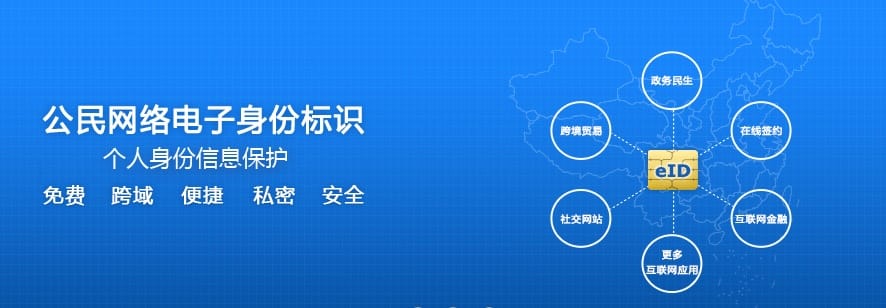 公民网络电子身份标识
个人身份信息保护
免费 跨域 便捷 私密 安全
政务民生
跨境贸易
在线签约
eID
社交网站
互联网金融
更多
互联网应用